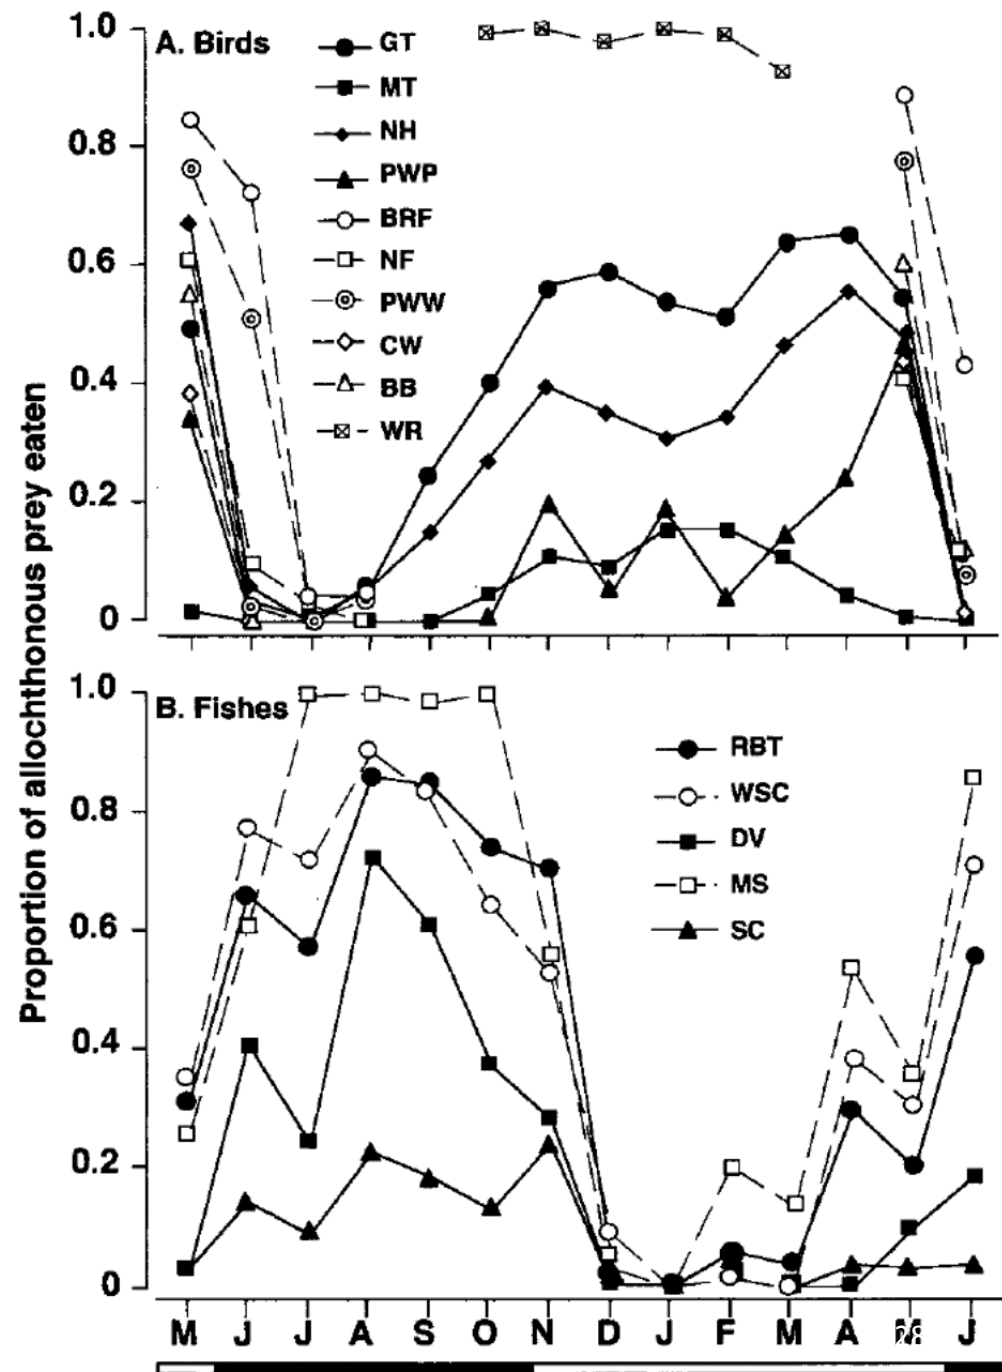 Proportion of allochthonous prey eaten
A. Birds
1.0
0.8
0.6
0.4
0.2
0
GT
MT
NH
PWP
BRF
NF
PWW
CW
BB
WR
B. Fishes
1.0
0.8
0.6
0.4
0.2
0
RBT
WSC
DV
MS
SC
M J J A S O N D J F M A 28 J